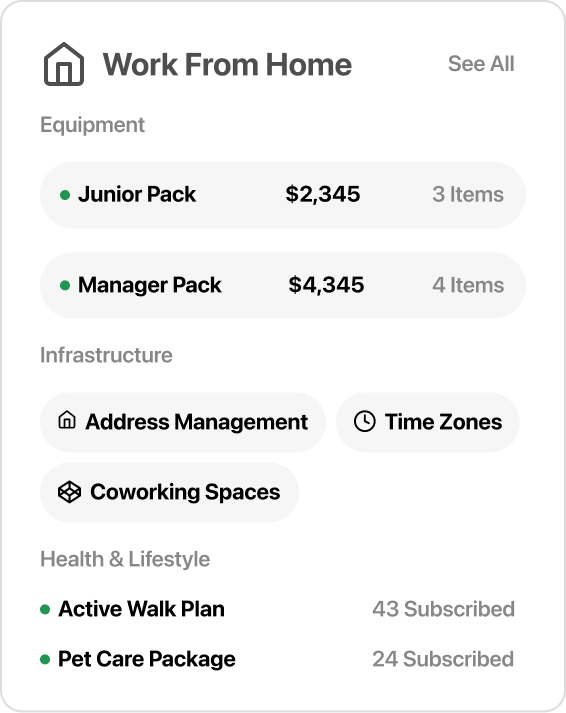 Work From Home See All
Equipment
Junior Pack $2,345 3 Items
Manager Pack $4,345 4 Items
Infrastructure
Address Management Time Zones
Coworking Spaces
Health & Lifestyle
Active Walk Plan 43 Subscribed
Pet Care Package 24 Subscribed